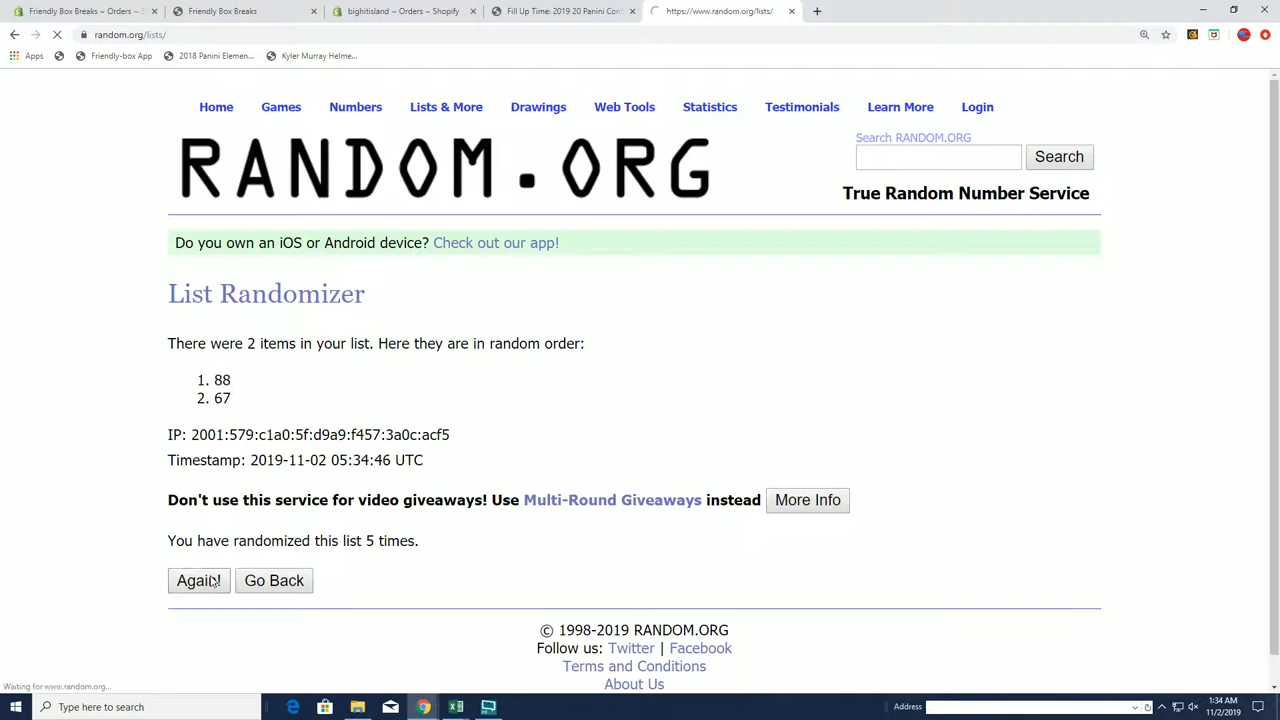 Friendly Box Breaks ~ Orders ~ S
Friendly Box Breaks
bighitisland ~ Orders ~ Shopify
Fill Up Time: 2019 20 Panini Con
https://www.random.org/lists/
random.org/lists/
Apps
Friendly-box App
2018 Panini Elemen...
Kyler Murray Helme...
Home Games Numbers Lists & More Drawings Web Tools Statistics Testimonials Learn More Login
RANDOM.ORG
Search RANDOM.ORG
Search
True Random Number Service
Do you own an iOS or Android device? Check out our app!
List Randomizer
There were 2 items in your list. Here they are in random order:
1. 88
2. 67
IP: 2001:579:c1a0:5f:d9a9:f457:3a0c:acf5
Timestamp: 2019-11-02 05:34:46 UTC
Don't use this service for video giveaways! Use Multi-Round Giveaways instead More Info
You have randomized this list 5 times.
Again! Go Back
© 1998-2019 RANDOM.ORG
Follow us: Twitter | Facebook
Terms and Conditions
About Us
Waiting for www.random.org...
Type here to search
Address
1:34 AM
11/2/2019